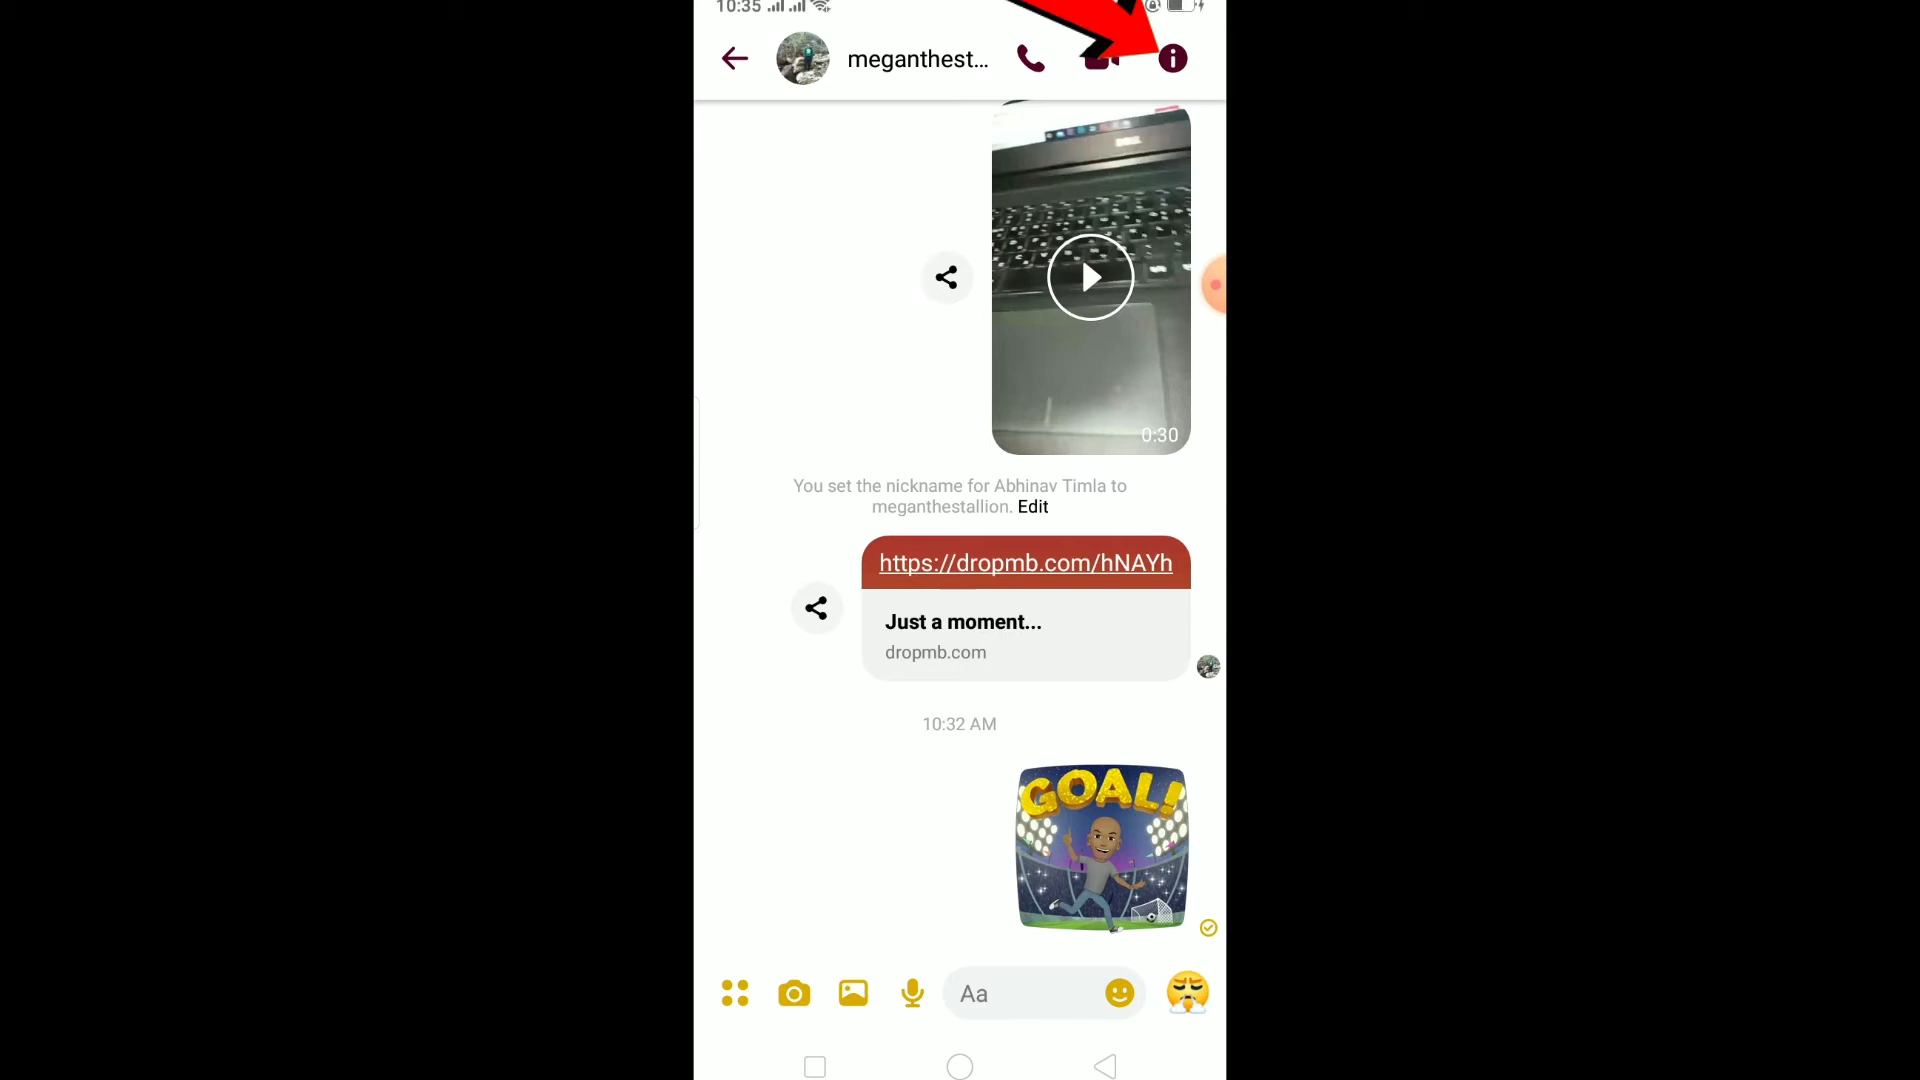 10:35
meganthest...
DELL
0:30
You set the nickname for Abhinav Timla to
meganthestallion. Edit
https://dropmb.com/hNAYh
Just a moment...
dropmb.com
10:32 AM
GOAL!
Aa